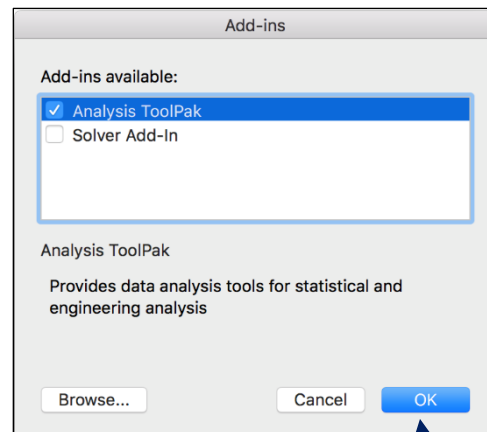 Add-ins
Add-ins available:
Analysis ToolPak
Solver Add-In
Analysis ToolPak
Provides data analysis tools for statistical and
engineering analysis
Browse...
Cancel
OK